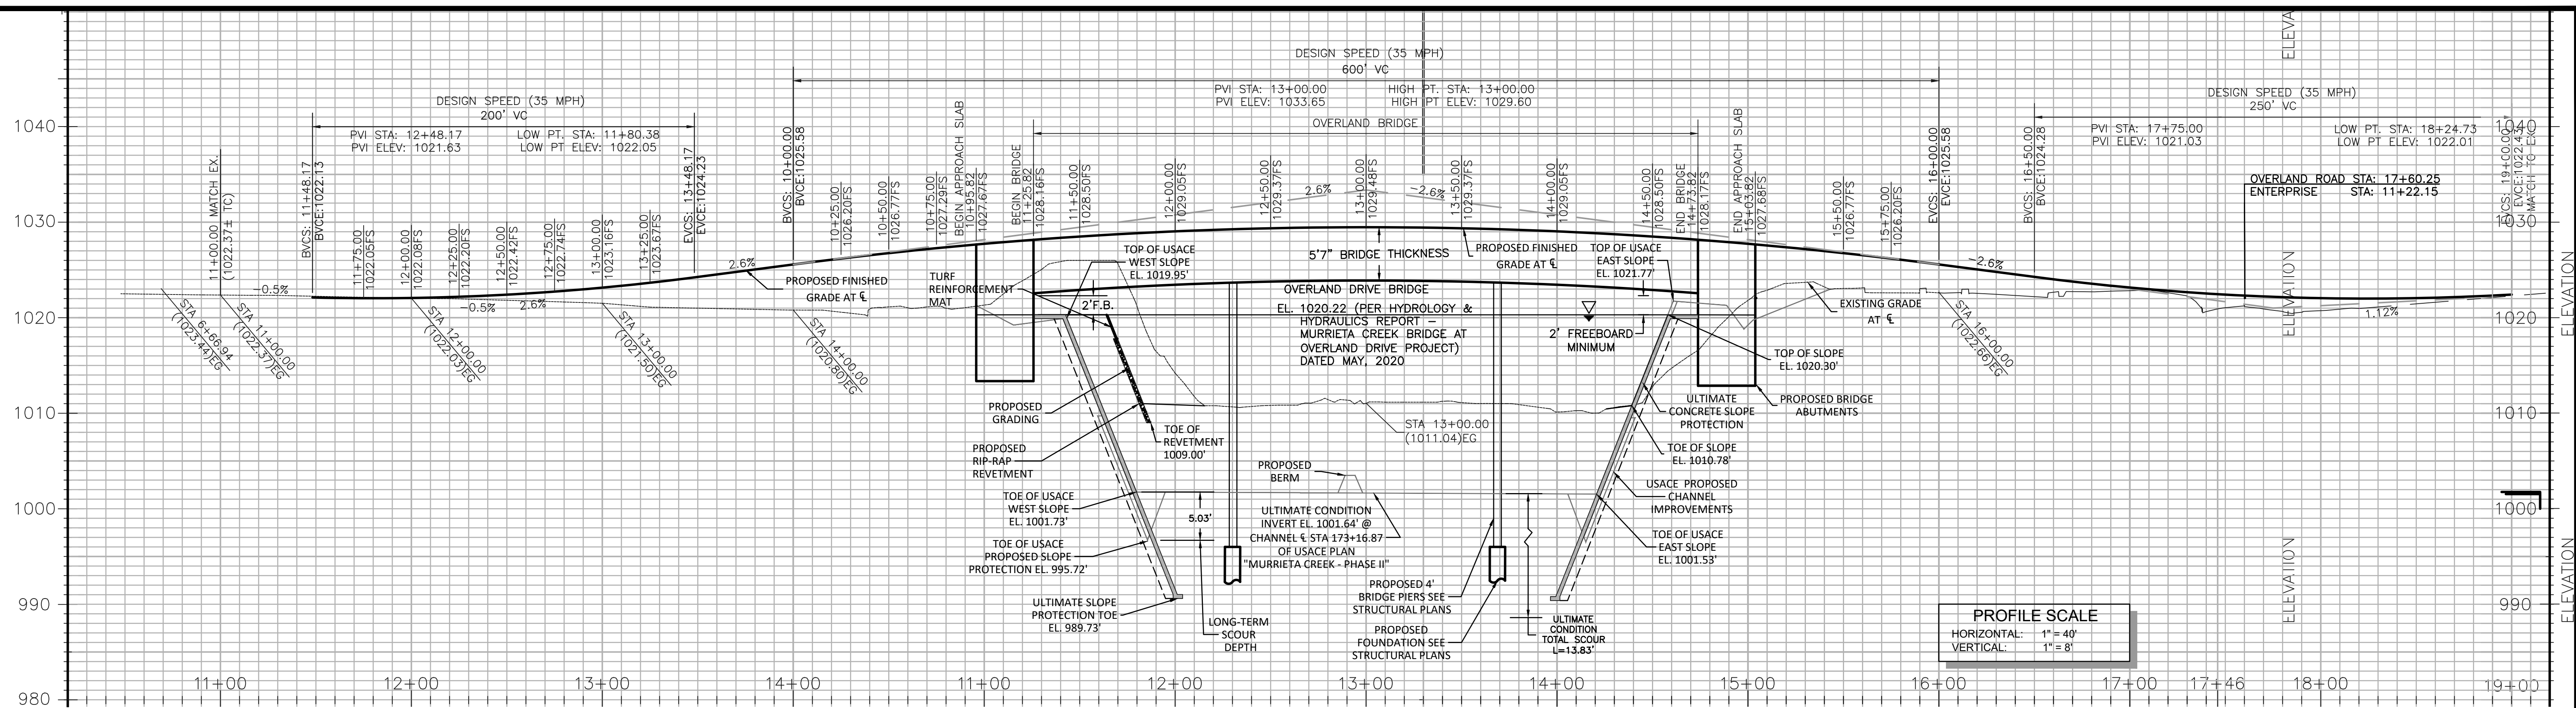 DESIGN SPEED (35 MPH)
600' VC
PVI STA: 13+00.00
PVI ELEV: 1033.65
HIGH PT. STA: 13+00.00
HIGH PT ELEV: 1029.60
OVERLAND BRIDGE
DESIGN SPEED (35 MPH)
200' VC
PVI STA: 12+48.17
PVI ELEV: 1021.63
LOW PT. STA: 11+80.38
LOW PT ELEV: 1022.05
DESIGN SPEED (35 MPH)
250' VC
PVI STA: 17+75.00
PVI ELEV: 1021.03
LOW PT. STA: 18+24.73
LOW PT ELEV: 1022.01
OVERLAND ROAD STA: 17+60.25
ENTERPRISE STA: 11+22.15
1040
1030
1020
1010
1000
990
980
11+00.00 MATCH EX.
(1022.37± TC)
BVCS: 11+48.17
BVCE:1022.13
11+75.00
1022.05FS
12+00.00
1022.08FS
12+25.00
1022.20FS
12+50.00
1022.42FS
12+75.00
1022.74FS
13+00.00
1023.16FS
13+25.00
1023.67FS
EVCS: 13+48.17
EVCE:1024.23
BVCS: 10+00.00
BVCE:1025.58
10+25.00
1026.20FS
10+50.00
1026.77FS
10+75.00
1027.29FS
BEGIN APPROACH SLAB
10+95.82
1027.67FS
BEGIN BRIDGE
11+25.82
1028.16FS
11+50.00
1028.50FS
12+00.00
1029.05FS
12+50.00
1029.37FS
13+00.00
1029.48FS
13+50.00
1029.37FS
14+00.00
1029.05FS
14+50.00
1028.50FS
END BRIDGE
14+73.82
1028.17FS
END APPROACH SLAB
15+03.82
1027.68FS
15+50.00
1026.77FS
15+75.00
1026.20FS
EVCS: 16+00.00
EVCE:1025.58
BVCS: 16+50.00
BVCE:1024.28
EVCS: 19+00.00
EVCE:1022.43
MATCH TO EX.
-0.5%
-0.5%
2.6%
2.6%
2.6%
-2.6%
-2.6%
1.12%
STA 6+66.94
(1023.44)EG
STA 11+00.00
(1022.37)EG
STA 12+00.00
(1022.03)EG
STA 13+00.00
(1021.50)EG
STA 14+00.00
(1020.80)EG
STA 13+00.00
(1011.04)EG
STA 16+00.00
(1022.66)EG
PROPOSED FINISHED
GRADE AT ℄
TURF
REINFORCEMENT
MAT
TOP OF USACE
WEST SLOPE
EL. 1019.95'
2'F.B.
5'7" BRIDGE THICKNESS
PROPOSED FINISHED
GRADE AT ℄
TOP OF USACE
EAST SLOPE
EL. 1021.77'
OVERLAND DRIVE BRIDGE
EL. 1020.22 (PER HYDROLOGY &
HYDRAULICS REPORT –
MURRIETA CREEK BRIDGE AT
OVERLAND DRIVE PROJECT)
DATED MAY, 2020
2' FREEBOARD
MINIMUM
EXISTING GRADE
AT ℄
TOP OF SLOPE
EL. 1020.30'
PROPOSED
GRADING
TOE OF
REVETMENT
1009.00'
PROPOSED
RIP-RAP
REVETMENT
ULTIMATE
CONCRETE SLOPE
PROTECTION
PROPOSED BRIDGE
ABUTMENTS
TOE OF SLOPE
EL. 1010.78'
PROPOSED
BERM
TOE OF USACE
WEST SLOPE
EL. 1001.73'
5.03'
ULTIMATE CONDITION
INVERT EL. 1001.64' @
CHANNEL ℄ STA 173+16.87
OF USACE PLAN
"MURRIETA CREEK - PHASE II"
USACE PROPOSED
CHANNEL
IMPROVEMENTS
TOE OF USACE
PROPOSED SLOPE
PROTECTION EL. 995.72'
TOE OF USACE
EAST SLOPE
EL. 1001.53'
ULTIMATE SLOPE
PROTECTION TOE
EL. 989.73'
LONG-TERM
SCOUR
DEPTH
PROPOSED 4'
BRIDGE PIERS SEE
STRUCTURAL PLANS
PROPOSED
FOUNDATION SEE
STRUCTURAL PLANS
ULTIMATE
CONDITION
TOTAL SCOUR
L=13.83'
PROFILE SCALE
HORIZONTAL: 1" = 40'
VERTICAL: 1" = 8'
ELEVATION
ELEVATION
ELEVATION
ELEVATION
1040
1030
1020
1010
1000
990
11+00 12+00 13+00 14+00 11+00 12+00 13+00 14+00 15+00 16+00 17+00 17+46 18+00 19+00